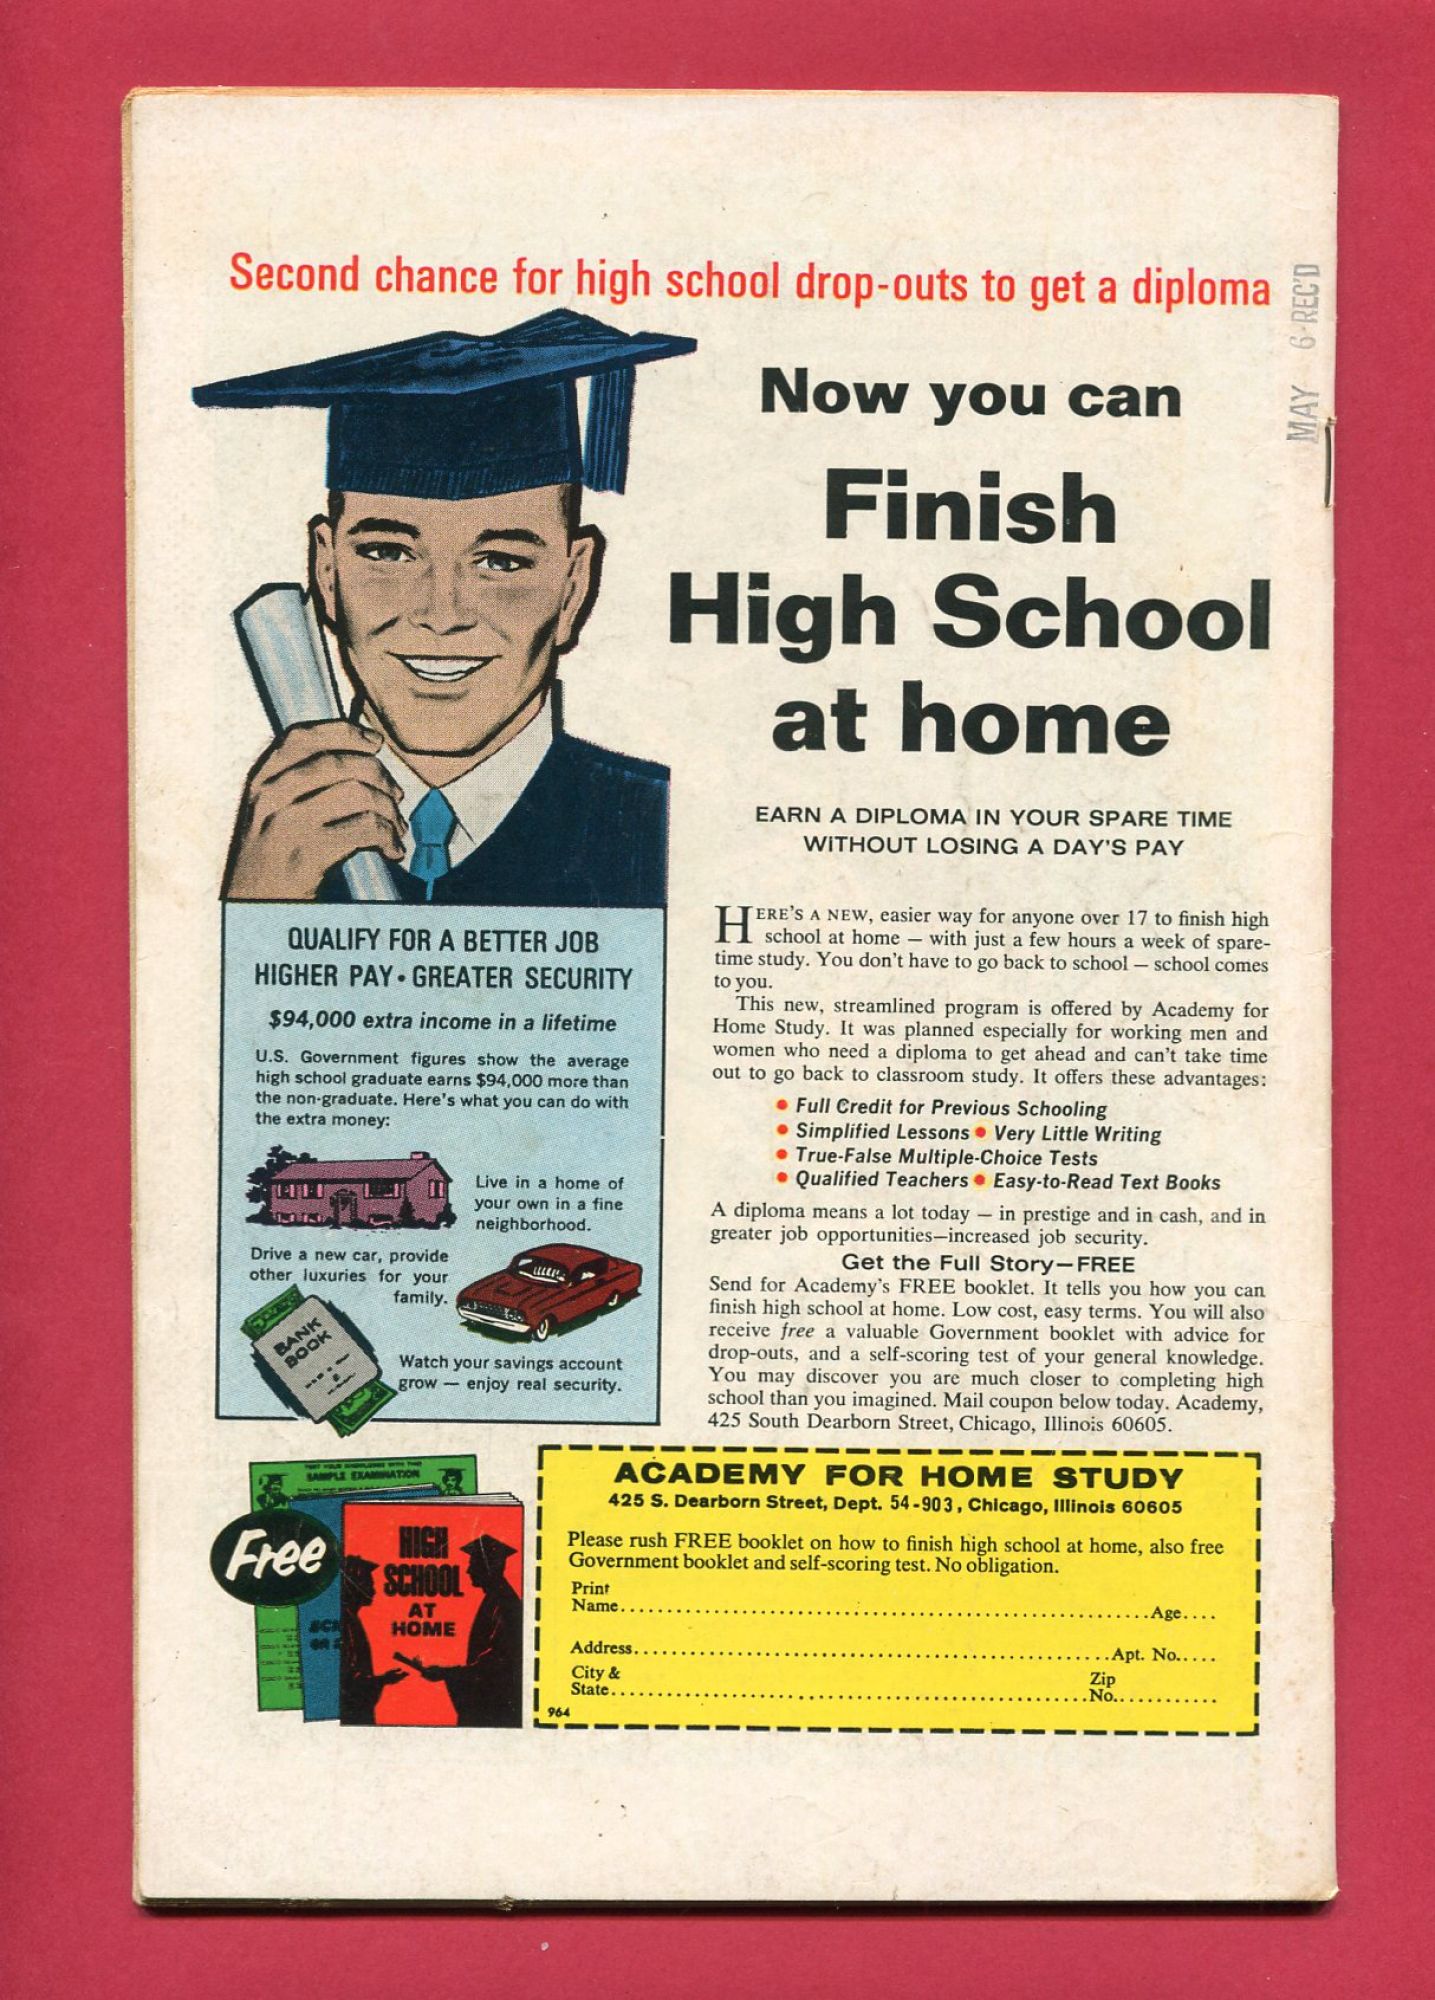 Second chance for high school drop-outs to get a diploma
MAY 6 REC'D
Now you can
Finish
High School
at home
EARN A DIPLOMA IN YOUR SPARE TIME
WITHOUT LOSING A DAY'S PAY
HERE'S A NEW, easier way for anyone over 17 to finish high
school at home — with just a few hours a week of spare-
time study. You don't have to go back to school — school comes
to you.
This new, streamlined program is offered by Academy for
Home Study. It was planned especially for working men and
women who need a diploma to get ahead and can't take time
out to go back to classroom study. It offers these advantages:
• Full Credit for Previous Schooling
• Simplified Lessons • Very Little Writing
• True-False Multiple-Choice Tests
• Qualified Teachers • Easy-to-Read Text Books
A diploma means a lot today — in prestige and in cash, and in
greater job opportunities—increased job security.
Get the Full Story—FREE
Send for Academy's FREE booklet. It tells you how you can
finish high school at home. Low cost, easy terms. You will also
receive free a valuable Government booklet with advice for
drop-outs, and a self-scoring test of your general knowledge.
You may discover you are much closer to completing high
school than you imagined. Mail coupon below today. Academy,
425 South Dearborn Street, Chicago, Illinois 60605.
QUALIFY FOR A BETTER JOB
HIGHER PAY • GREATER SECURITY
$94,000 extra income in a lifetime
U.S. Government figures show the average
high school graduate earns $94,000 more than
the non-graduate. Here's what you can do with
the extra money:
Live in a home of
your own in a fine
neighborhood.
Drive a new car, provide
other luxuries for your
family.
BANK
BOOK
Watch your savings account
grow — enjoy real security.
SAMPLE EXAMINATION
Free
HIGH
SCHOOL
AT
HOME
ACADEMY FOR HOME STUDY
425 S. Dearborn Street, Dept. 54-903, Chicago, Illinois 60605
Please rush FREE booklet on how to finish high school at home, also free
Government booklet and self-scoring test. No obligation.
Print
Name..........Age....
Address..........Apt. No.....
City &
State..........
Zip
No...........
964